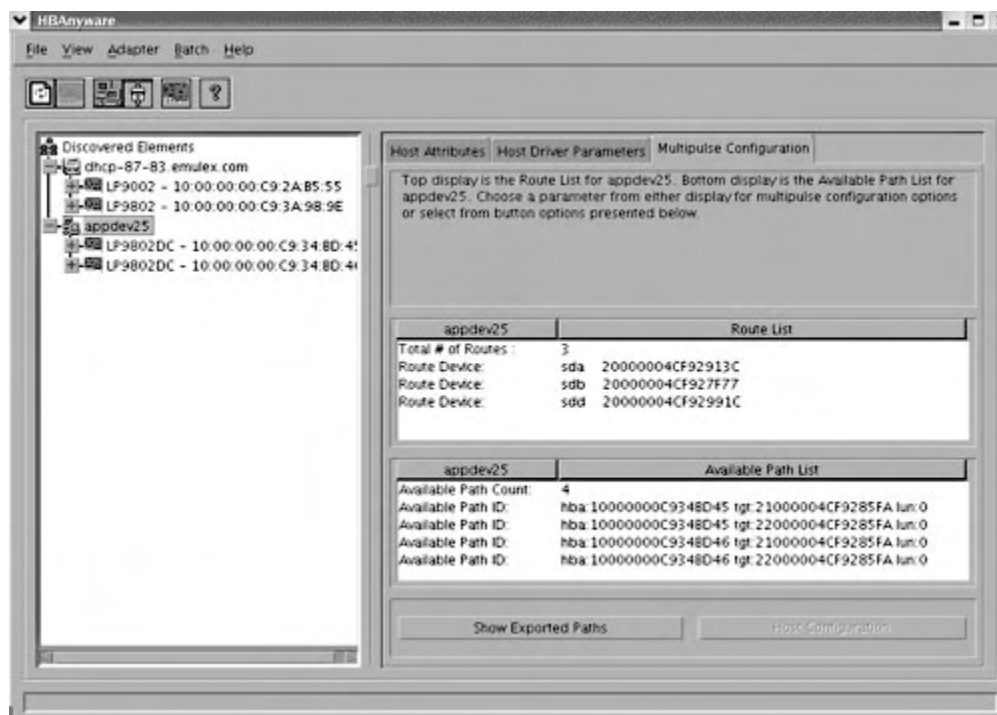 HBAnyware
File View Adapter Batch Help
Discovered Elements
dhcp-87-83.emulex.com
LP9002 - 10:00:00:00:C9:2A:B5:55
LP9802 - 10:00:00:00:C9:3A:98:9E
appdev25
LP9802DC - 10:00:00:00:C9:34:8D:4
LP9802DC - 10:00:00:00:C9:34:8D:4
Host Attributes Host Driver Parameters Multipulse Configuration
Top display is the Route List for appdev25. Bottom display is the Available Path List for
appdev25. Choose a parameter from either display for multipulse configuration options
or select from button options presented below.
appdev25 Route List
Total # of Routes : 3
Route Device: sda 20000004CF92913C
Route Device: sdb 20000004CF927F77
Route Device: sdd 20000004CF92991C
appdev25 Available Path List
Available Path Count: 4
Available Path ID: hba:10000000C9348D45 tgt:21000004CF9285FA lun:0
Available Path ID: hba:10000000C9348D45 tgt:22000004CF9285FA lun:0
Available Path ID: hba:10000000C9348D46 tgt:21000004CF9285FA lun:0
Available Path ID: hba:10000000C9348D46 tgt:22000004CF9285FA lun:0
Show Exported Paths Host Configuration